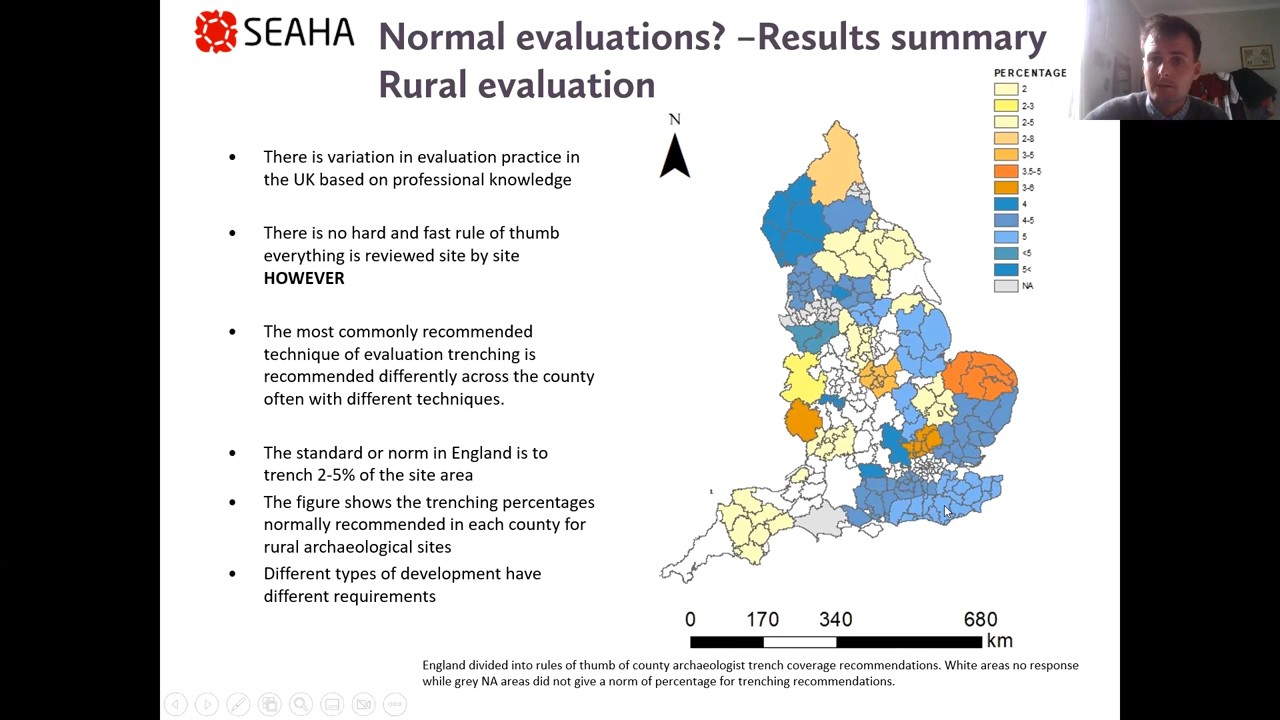 SEAHA
Normal evaluations? –Results summary
Rural evaluation
• There is variation in evaluation practice in
the UK based on professional knowledge
• There is no hard and fast rule of thumb
everything is reviewed site by site
HOWEVER
• The most commonly recommended
technique of evaluation trenching is
recommended differently across the county
often with different techniques.
• The standard or norm in England is to
trench 2-5% of the site area
• The figure shows the trenching percentages
normally recommended in each county for
rural archaeological sites
• Different types of development have
different requirements
N
PERCENTAGE
2
2-3
2-5
2-8
3-5
3.5-5
3-6
4
4-5
5
<5
5<
NA
0 170 340 680
km
England divided into rules of thumb of county archaeologist trench coverage recommendations. White areas no response
while grey NA areas did not give a norm of percentage for trenching recommendations.